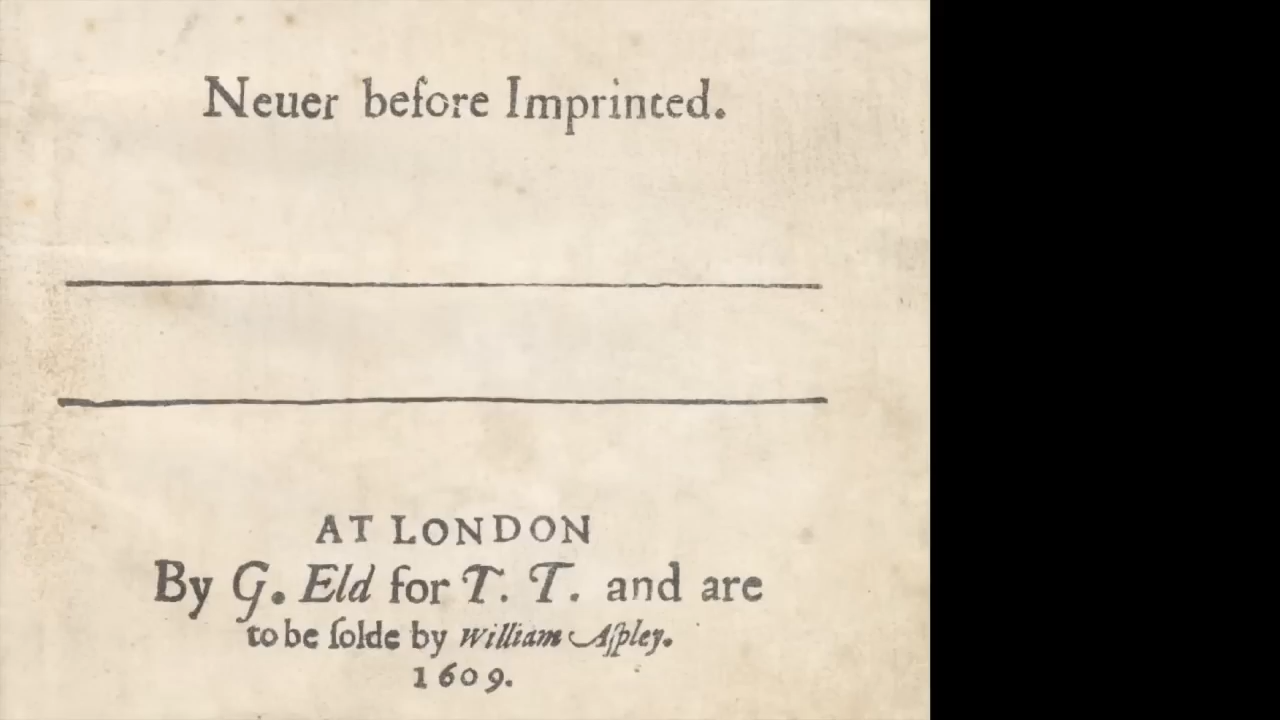 Neuer before Imprinted.
AT LONDON
By G. Eld for T. T. and are
to be ſolde by William Aſpley.
1609.